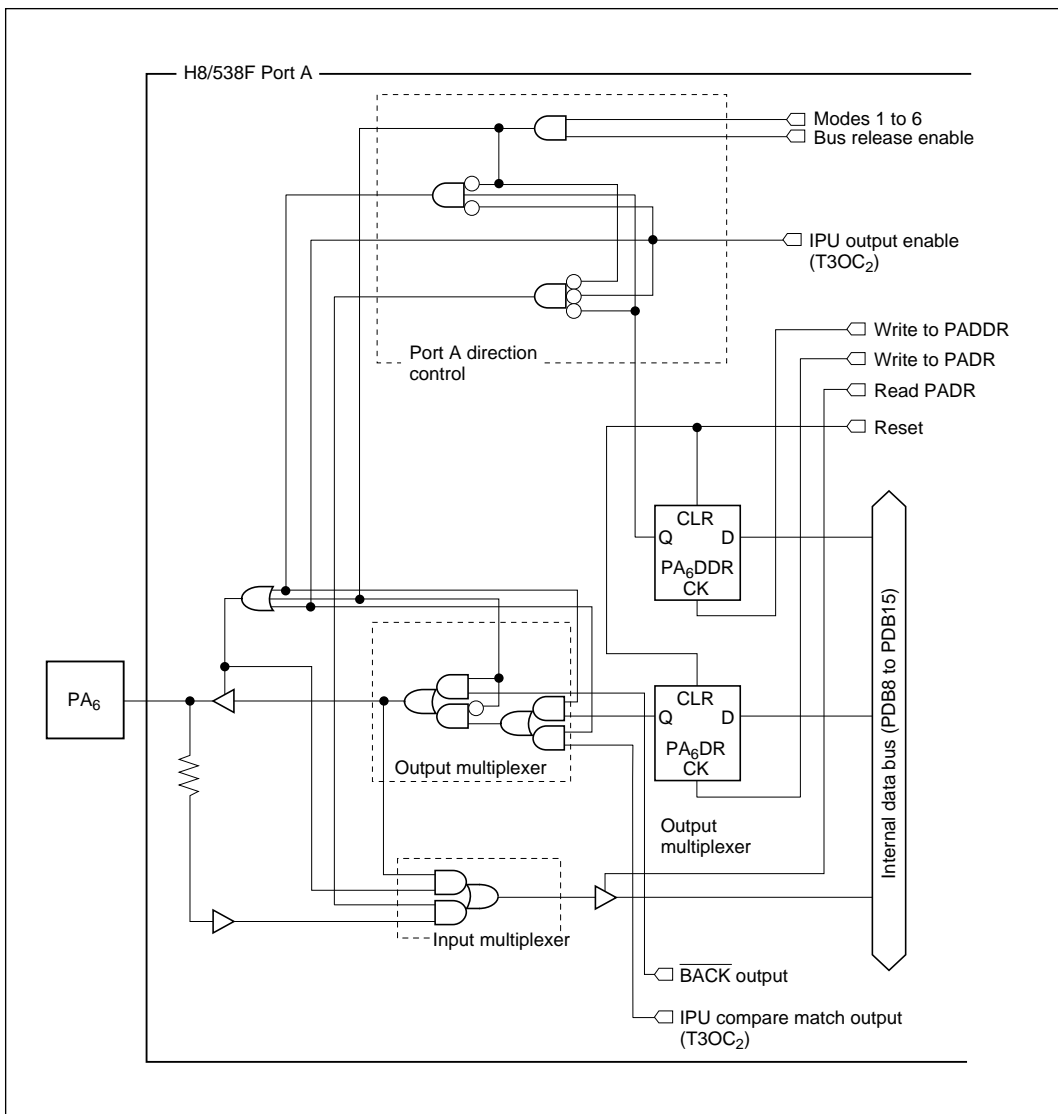 H8/538F Port A
Modes 1 to 6
Bus release enable
IPU output enable
(T3OC₂)
Port A direction
control
Write to PADDR
Write to PADR
Read PADR
Reset
CLR
Q D
PA₆DDR
CK
Internal data bus (PDB8 to PDB15)
PA₆
CLR
Q D
PA₆DR
CK
Output multiplexer
Output
multiplexer
Input multiplexer
B̅A̅C̅K̅ output
IPU compare match output
(T3OC₂)